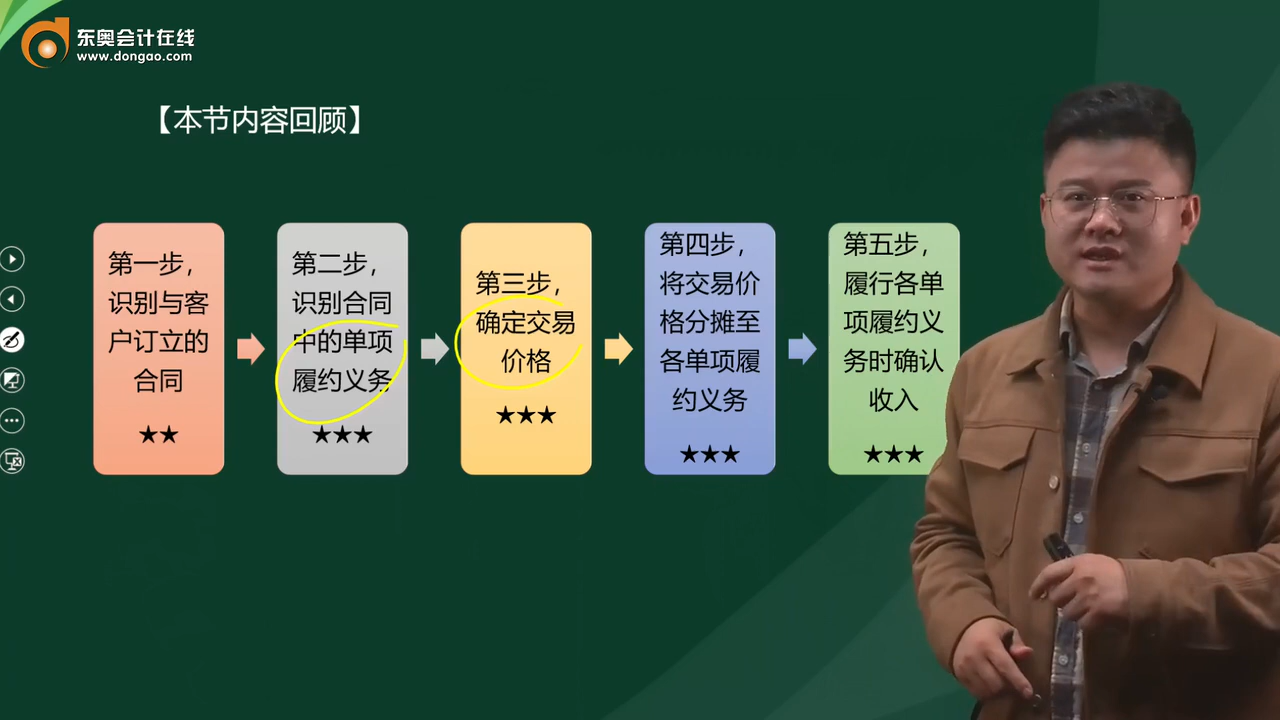 东奥会计在线
www.dongao.com
【本节内容回顾】
第一步，
识别与客
户订立的
合同
★★
第二步，
识别合同
中的单项
履约义务
★★★
第三步，
确定交易
价格
★★★
第四步，
将交易价
格分摊至
各单项履
约义务
★★★
第五步，
履行各单
项履约义
务时确认
收入
★★★